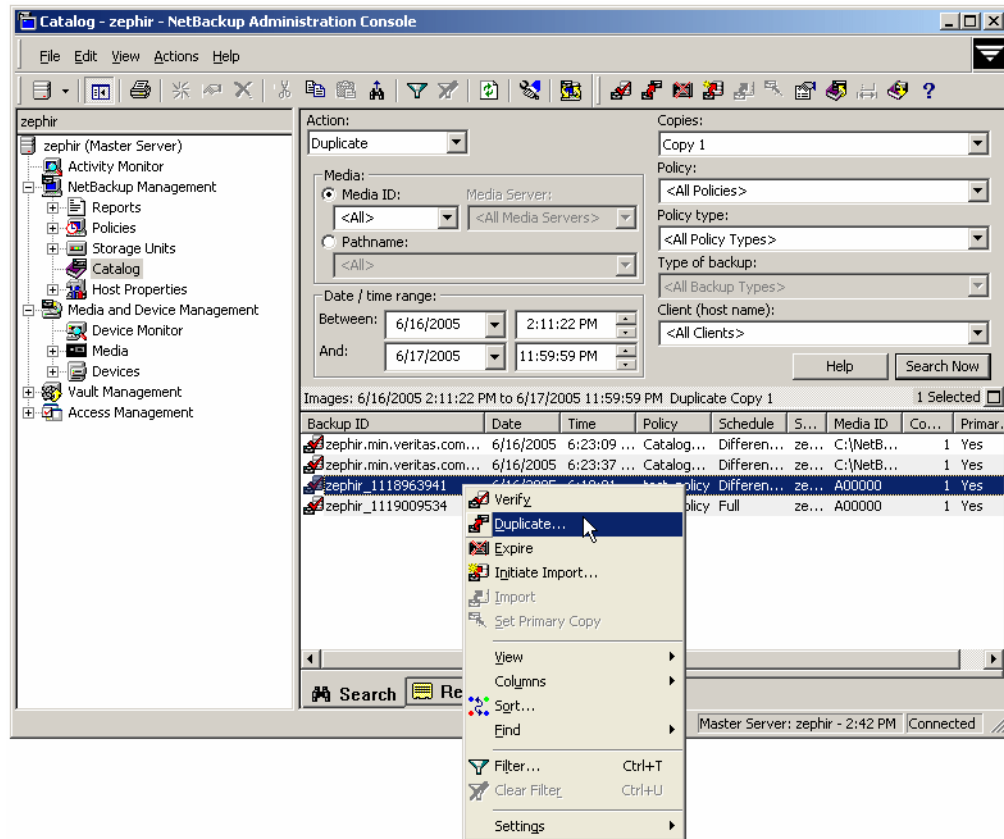 Catalog - zephir - NetBackup Administration Console
File Edit View Actions Help
zephir
zephir (Master Server)
Activity Monitor
NetBackup Management
Reports
Policies
Storage Units
Catalog
Host Properties
Media and Device Management
Device Monitor
Media
Devices
Vault Management
Access Management
Action:
Duplicate
Media:
Media ID: Media Server:
<All> <All Media Servers>
Pathname:
<All>
Date / time range:
Between: 6/16/2005 2:11:22 PM
And: 6/17/2005 11:59:59 PM
Copies:
Copy 1
Policy:
<All Policies>
Policy type:
<All Policy Types>
Type of backup:
<All Backup Types>
Client (host name):
<All Clients>
Help Search Now
Images: 6/16/2005 2:11:22 PM to 6/17/2005 11:59:59 PM Duplicate Copy 1 1 Selected
Backup ID Date Time Policy Schedule S... Media ID Co... Primar.
zephir.min.veritas.com... 6/16/2005 6:23:09 ... Catalog... Differen... ze... C:\NetB... 1 Yes
zephir.min.veritas.com... 6/16/2005 6:23:37 ... Catalog... Differen... ze... C:\NetB... 1 Yes
zephir_1118963941 Differen... ze... A00000 1 Yes
zephir_1119009534 Full ze... A00000 1 Yes
Verify
Duplicate...
Expire
Initiate Import...
Import
Set Primary Copy
View
Columns
Sort...
Find
Filter... Ctrl+T
Clear Filter Ctrl+U
Settings
Search Re
Master Server: zephir - 2:42 PM Connected